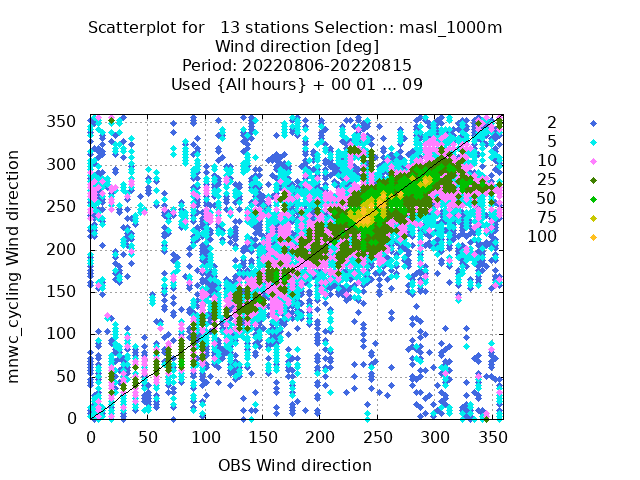 Scatterplot for 13 stations Selection: masl_1000m
Wind direction [deg]
Period: 20220806-20220815
Used {All hours} + 00 01 ... 09
mnwc_cycling Wind direction
350
300
250
200
150
100
50
0
0 50 100 150 200 250 300 350
OBS Wind direction
2
5
10
25
50
75
100